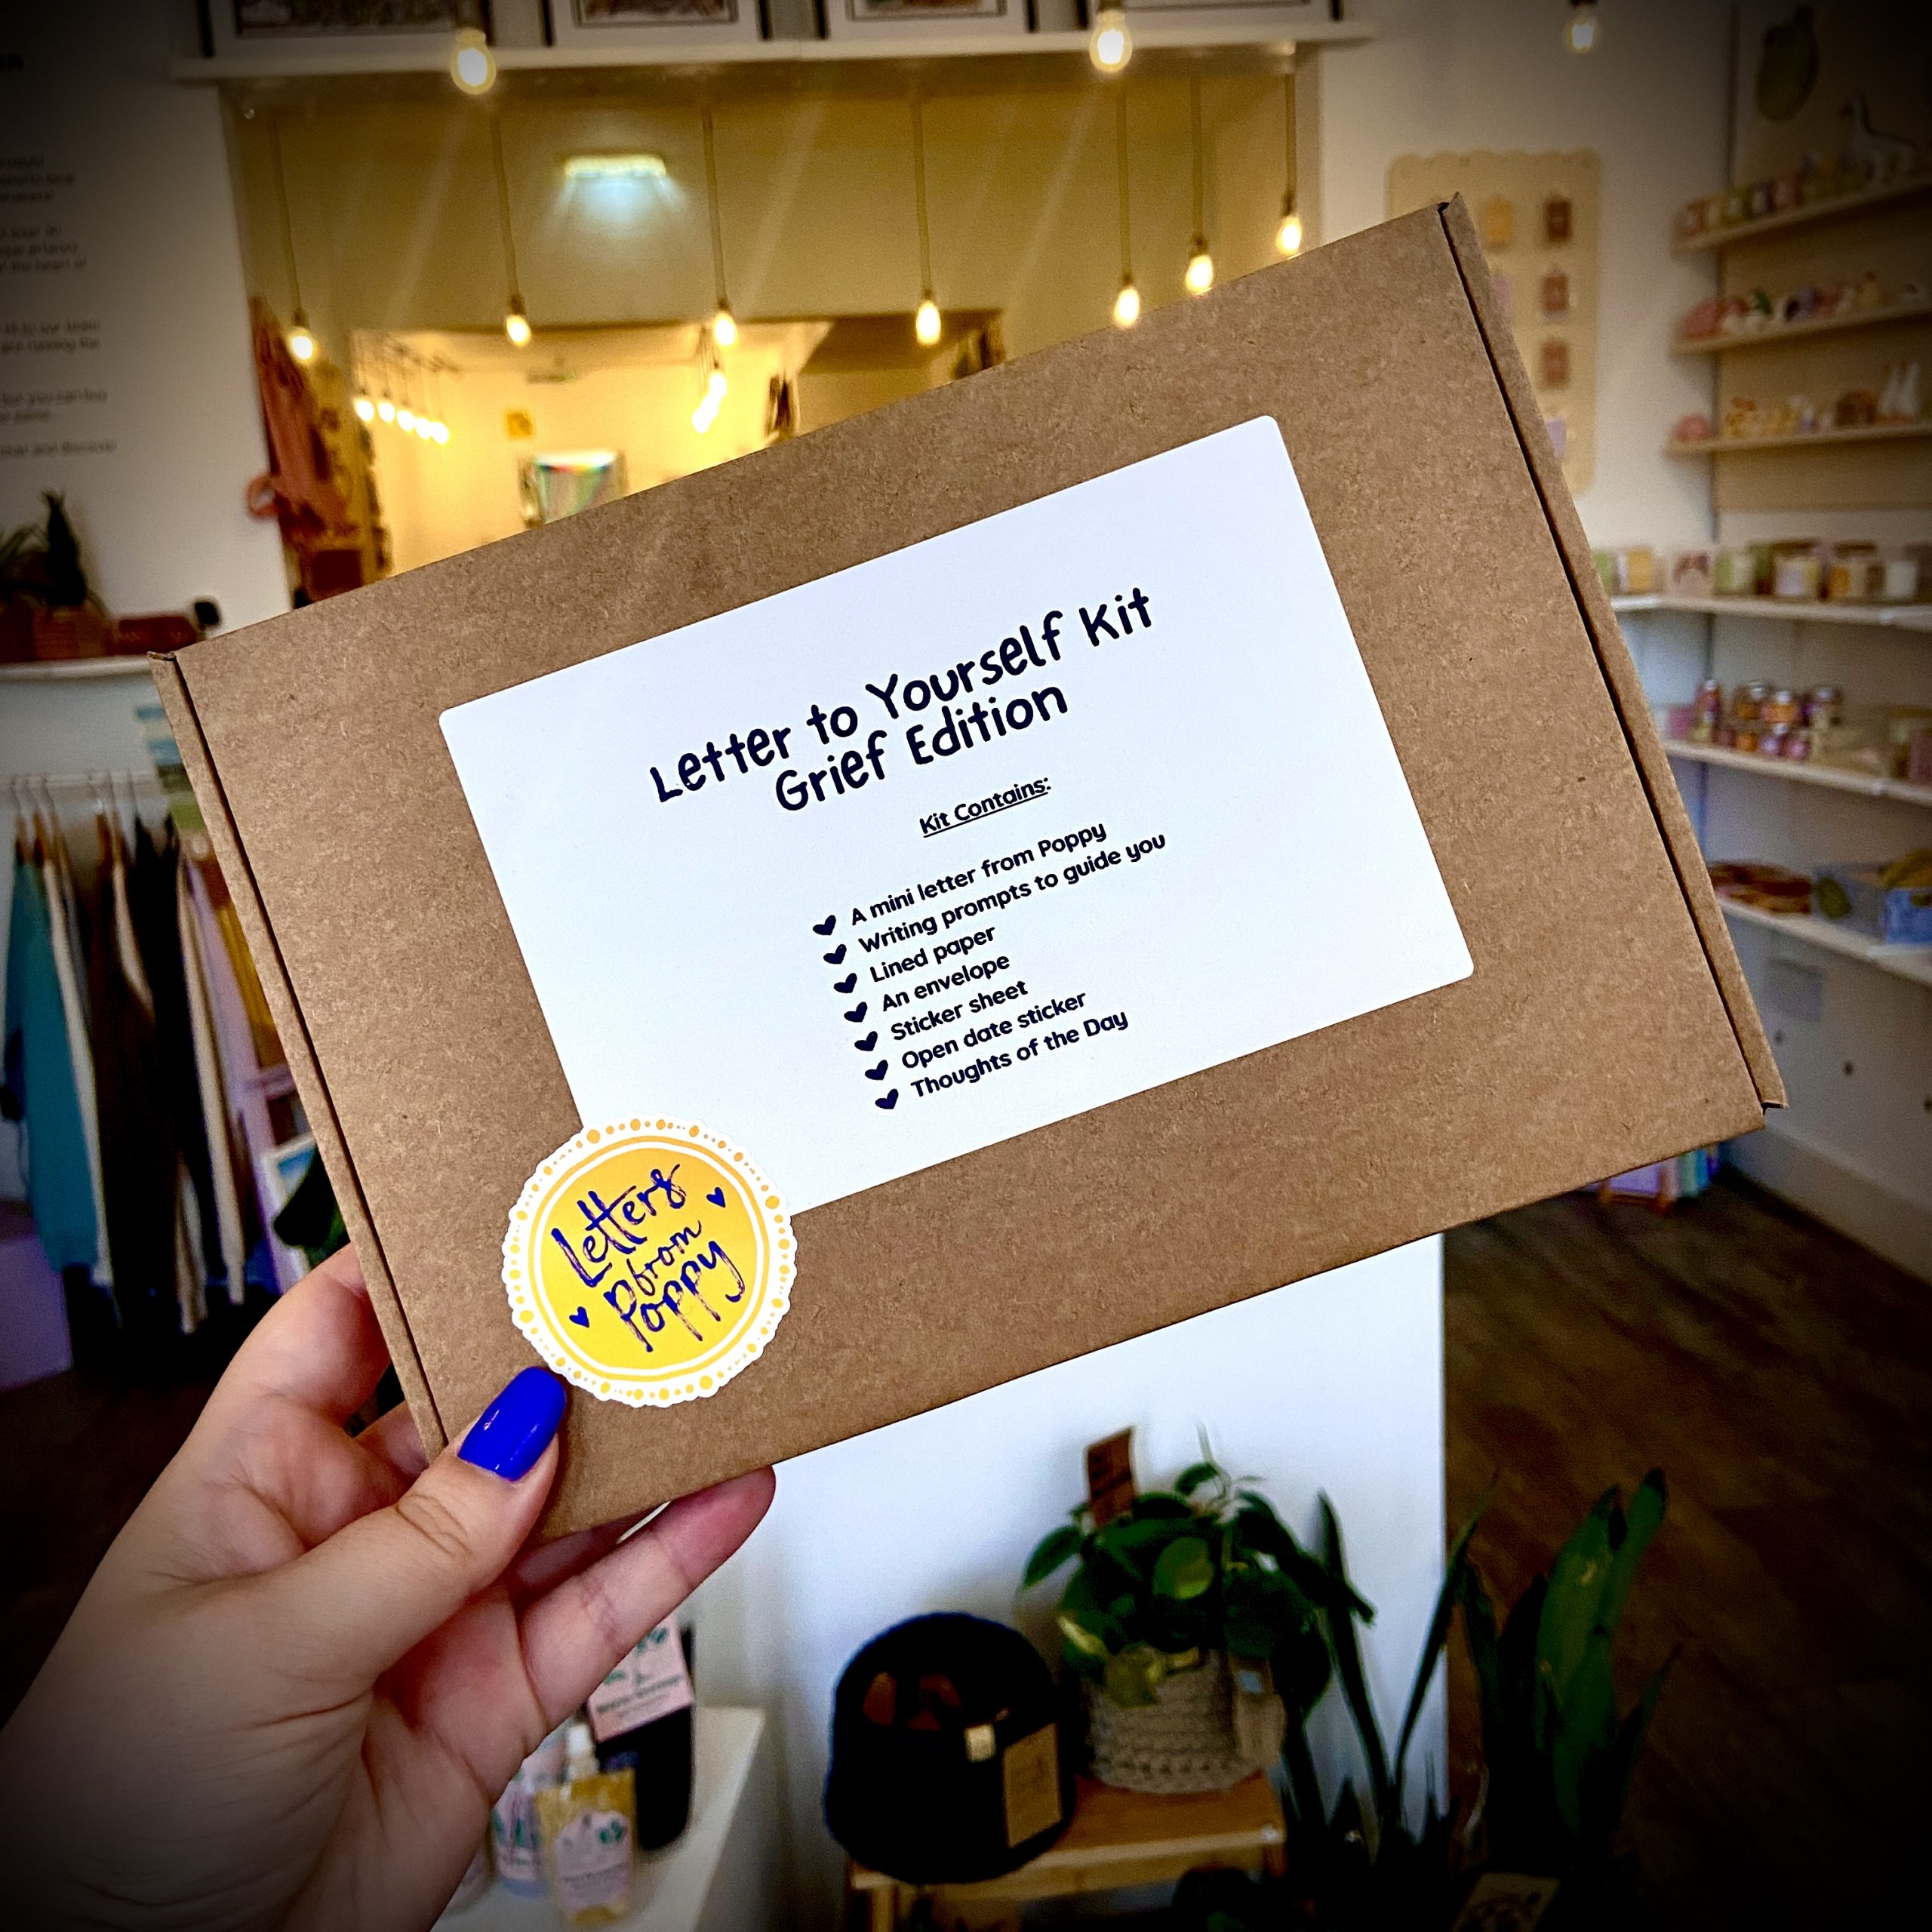 Letter to Yourself Kit
Grief Edition
Kit Contains:
A mini letter from Poppy
Writing prompts to guide you
Lined paper
An envelope
Sticker sheet
Open date sticker
Thoughts of the Day
Letters
from
Poppy